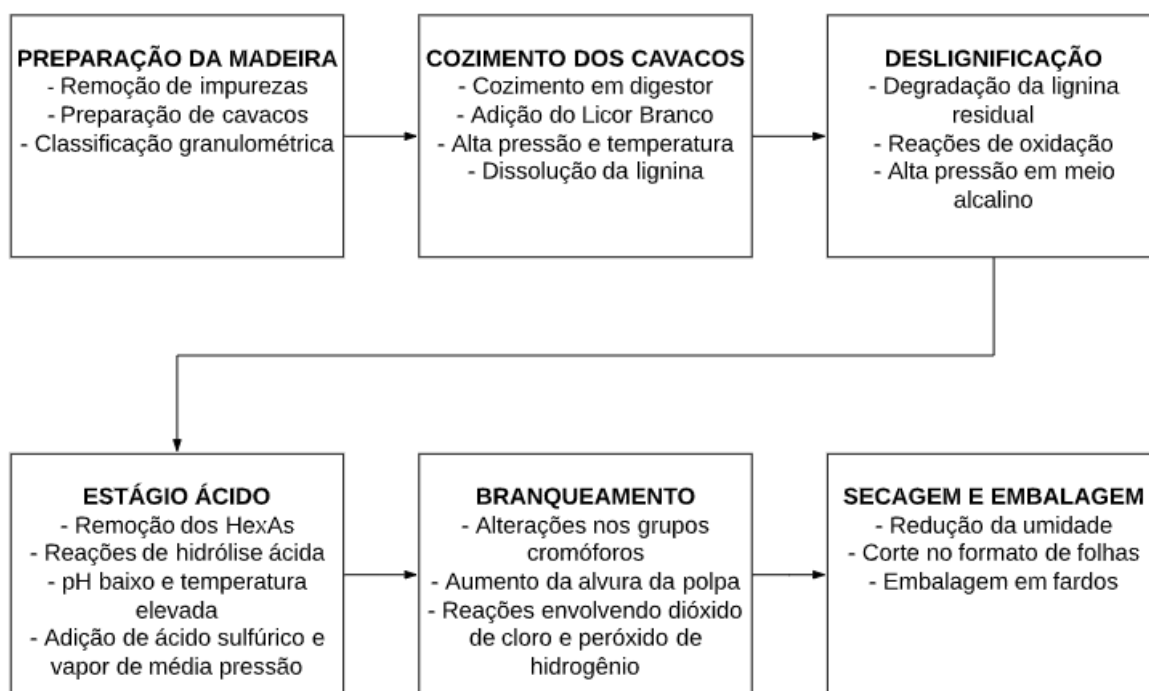 PREPARAÇÃO DA MADEIRA
- Remoção de impurezas
- Preparação de cavacos
- Classificação granulométrica
COZIMENTO DOS CAVACOS
- Cozimento em digestor
- Adição do Licor Branco
- Alta pressão e temperatura
- Dissolução da lignina
DESLIGNIFICAÇÃO
- Degradação da lignina
residual
- Reações de oxidação
- Alta pressão em meio
alcalino
ESTÁGIO ÁCIDO
- Remoção dos HexAs
- Reações de hidrólise ácida
- pH baixo e temperatura
elevada
- Adição de ácido sulfúrico e
vapor de média pressão
BRANQUEAMENTO
- Alterações nos grupos
cromóforos
- Aumento da alvura da polpa
- Reações envolvendo dióxido
de cloro e peróxido de
hidrogênio
SECAGEM E EMBALAGEM
- Redução da umidade
- Corte no formato de folhas
- Embalagem em fardos